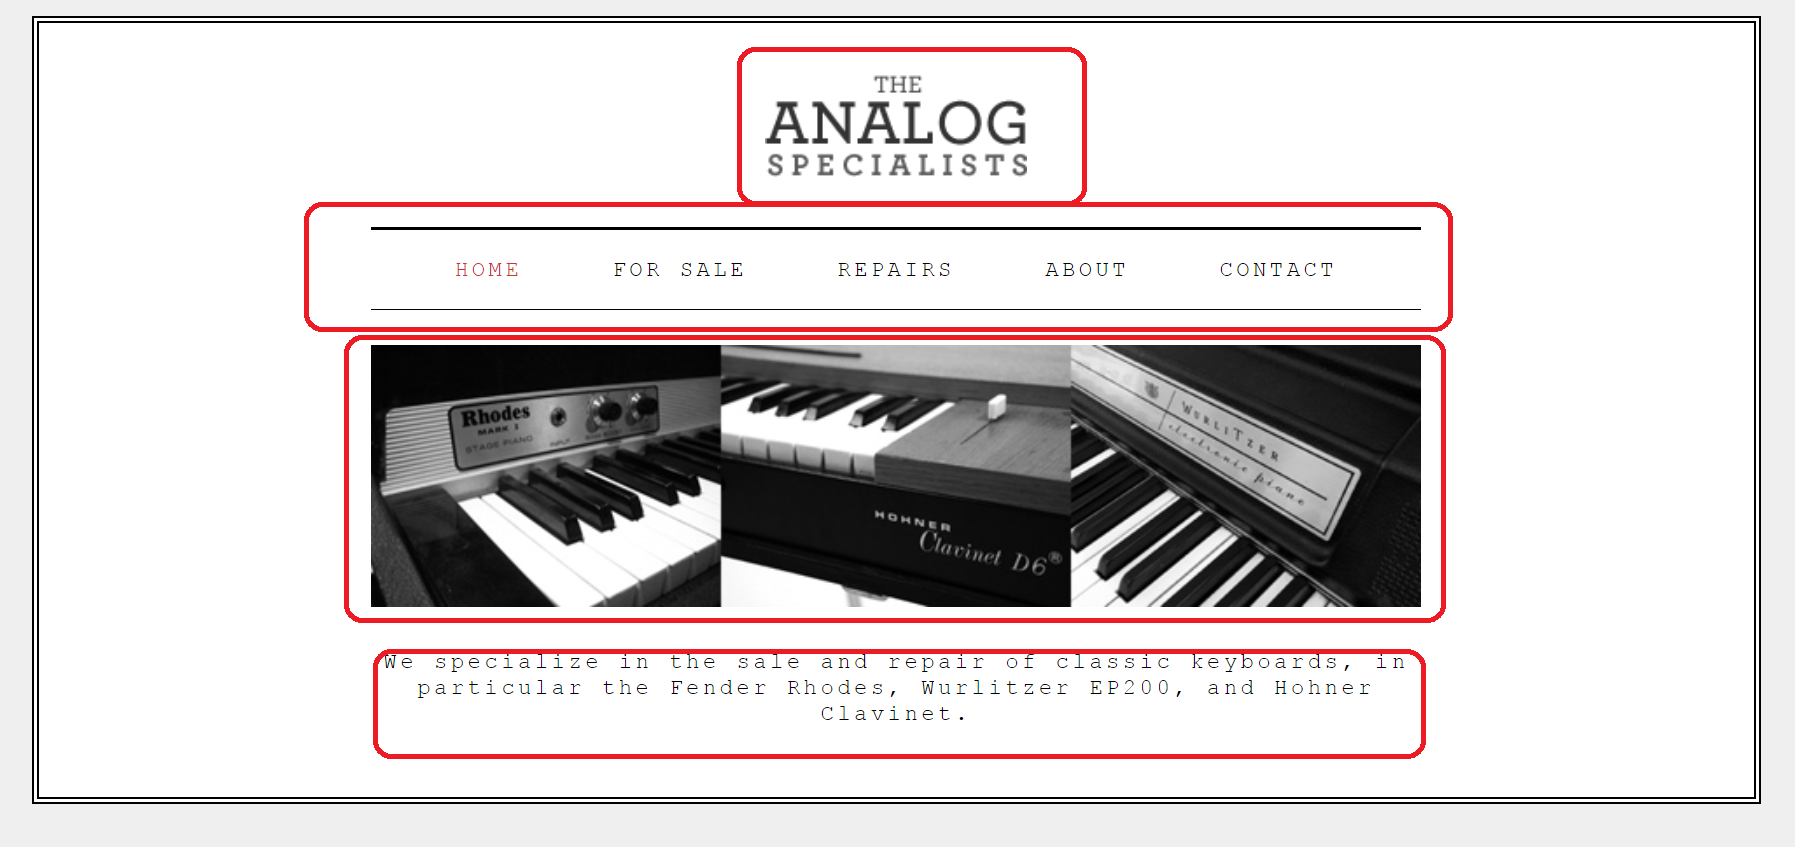 THE
ANALOG
SPECIALISTS
HOME FOR SALE REPAIRS ABOUT CONTACT
Rhodes
MARK I
STAGE PIANO INPUT
HOHNER
Clavinet D6®
WURLITZER
electronic piano
We specialize in the sale and repair of classic keyboards, in
particular the Fender Rhodes, Wurlitzer EP200, and Hohner
Clavinet.